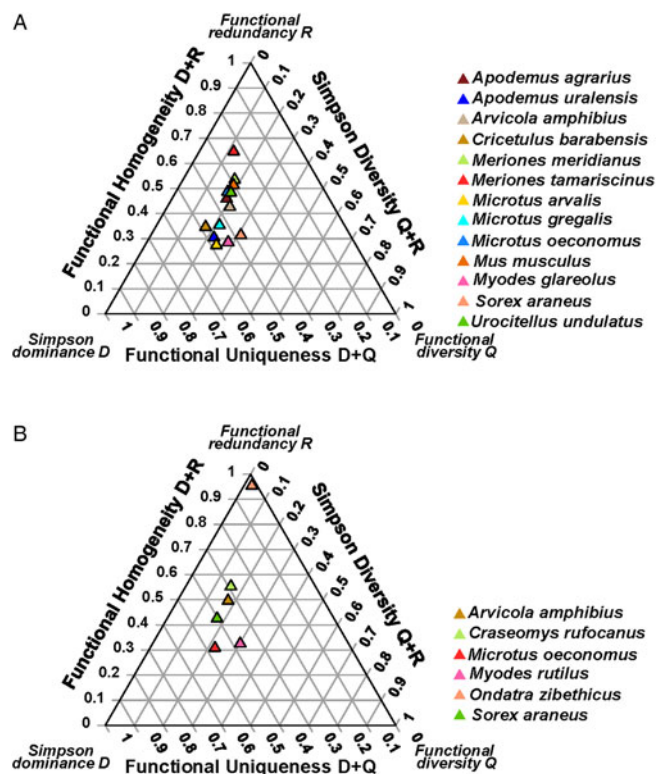 A
Functional
redundancy R
Functional Homogeneity D+R
Simpson Diversity Q+R
1
0.9
0.8
0.7
0.6
0.5
0.4
0.3
0.2
0.1
0
0
0.1
0.2
0.3
0.4
0.5
0.6
0.7
0.8
0.9
1
1
0.9
0.8
0.7
0.6
0.5
0.4
0.3
0.2
0.1
0
Simpson
dominance D
Functional Uniqueness D+Q
Functional
diversity Q
Apodemus agrarius
Apodemus uralensis
Arvicola amphibius
Cricetulus barabensis
Meriones meridianus
Meriones tamariscinus
Microtus arvalis
Microtus gregalis
Microtus oeconomus
Mus musculus
Myodes glareolus
Sorex araneus
Urocitellus undulatus
B
Functional
redundancy R
Functional Homogeneity D+R
Simpson Diversity Q+R
1
0.9
0.8
0.7
0.6
0.5
0.4
0.3
0.2
0.1
0
0
0.1
0.2
0.3
0.4
0.5
0.6
0.7
0.8
0.9
1
1
0.9
0.8
0.7
0.6
0.5
0.4
0.3
0.2
0.1
0
Simpson
dominance D
Functional Uniqueness D+Q
Functional
diversity Q
Arvicola amphibius
Craseomys rufocanus
Microtus oeconomus
Myodes rutilus
Ondatra zibethicus
Sorex araneus